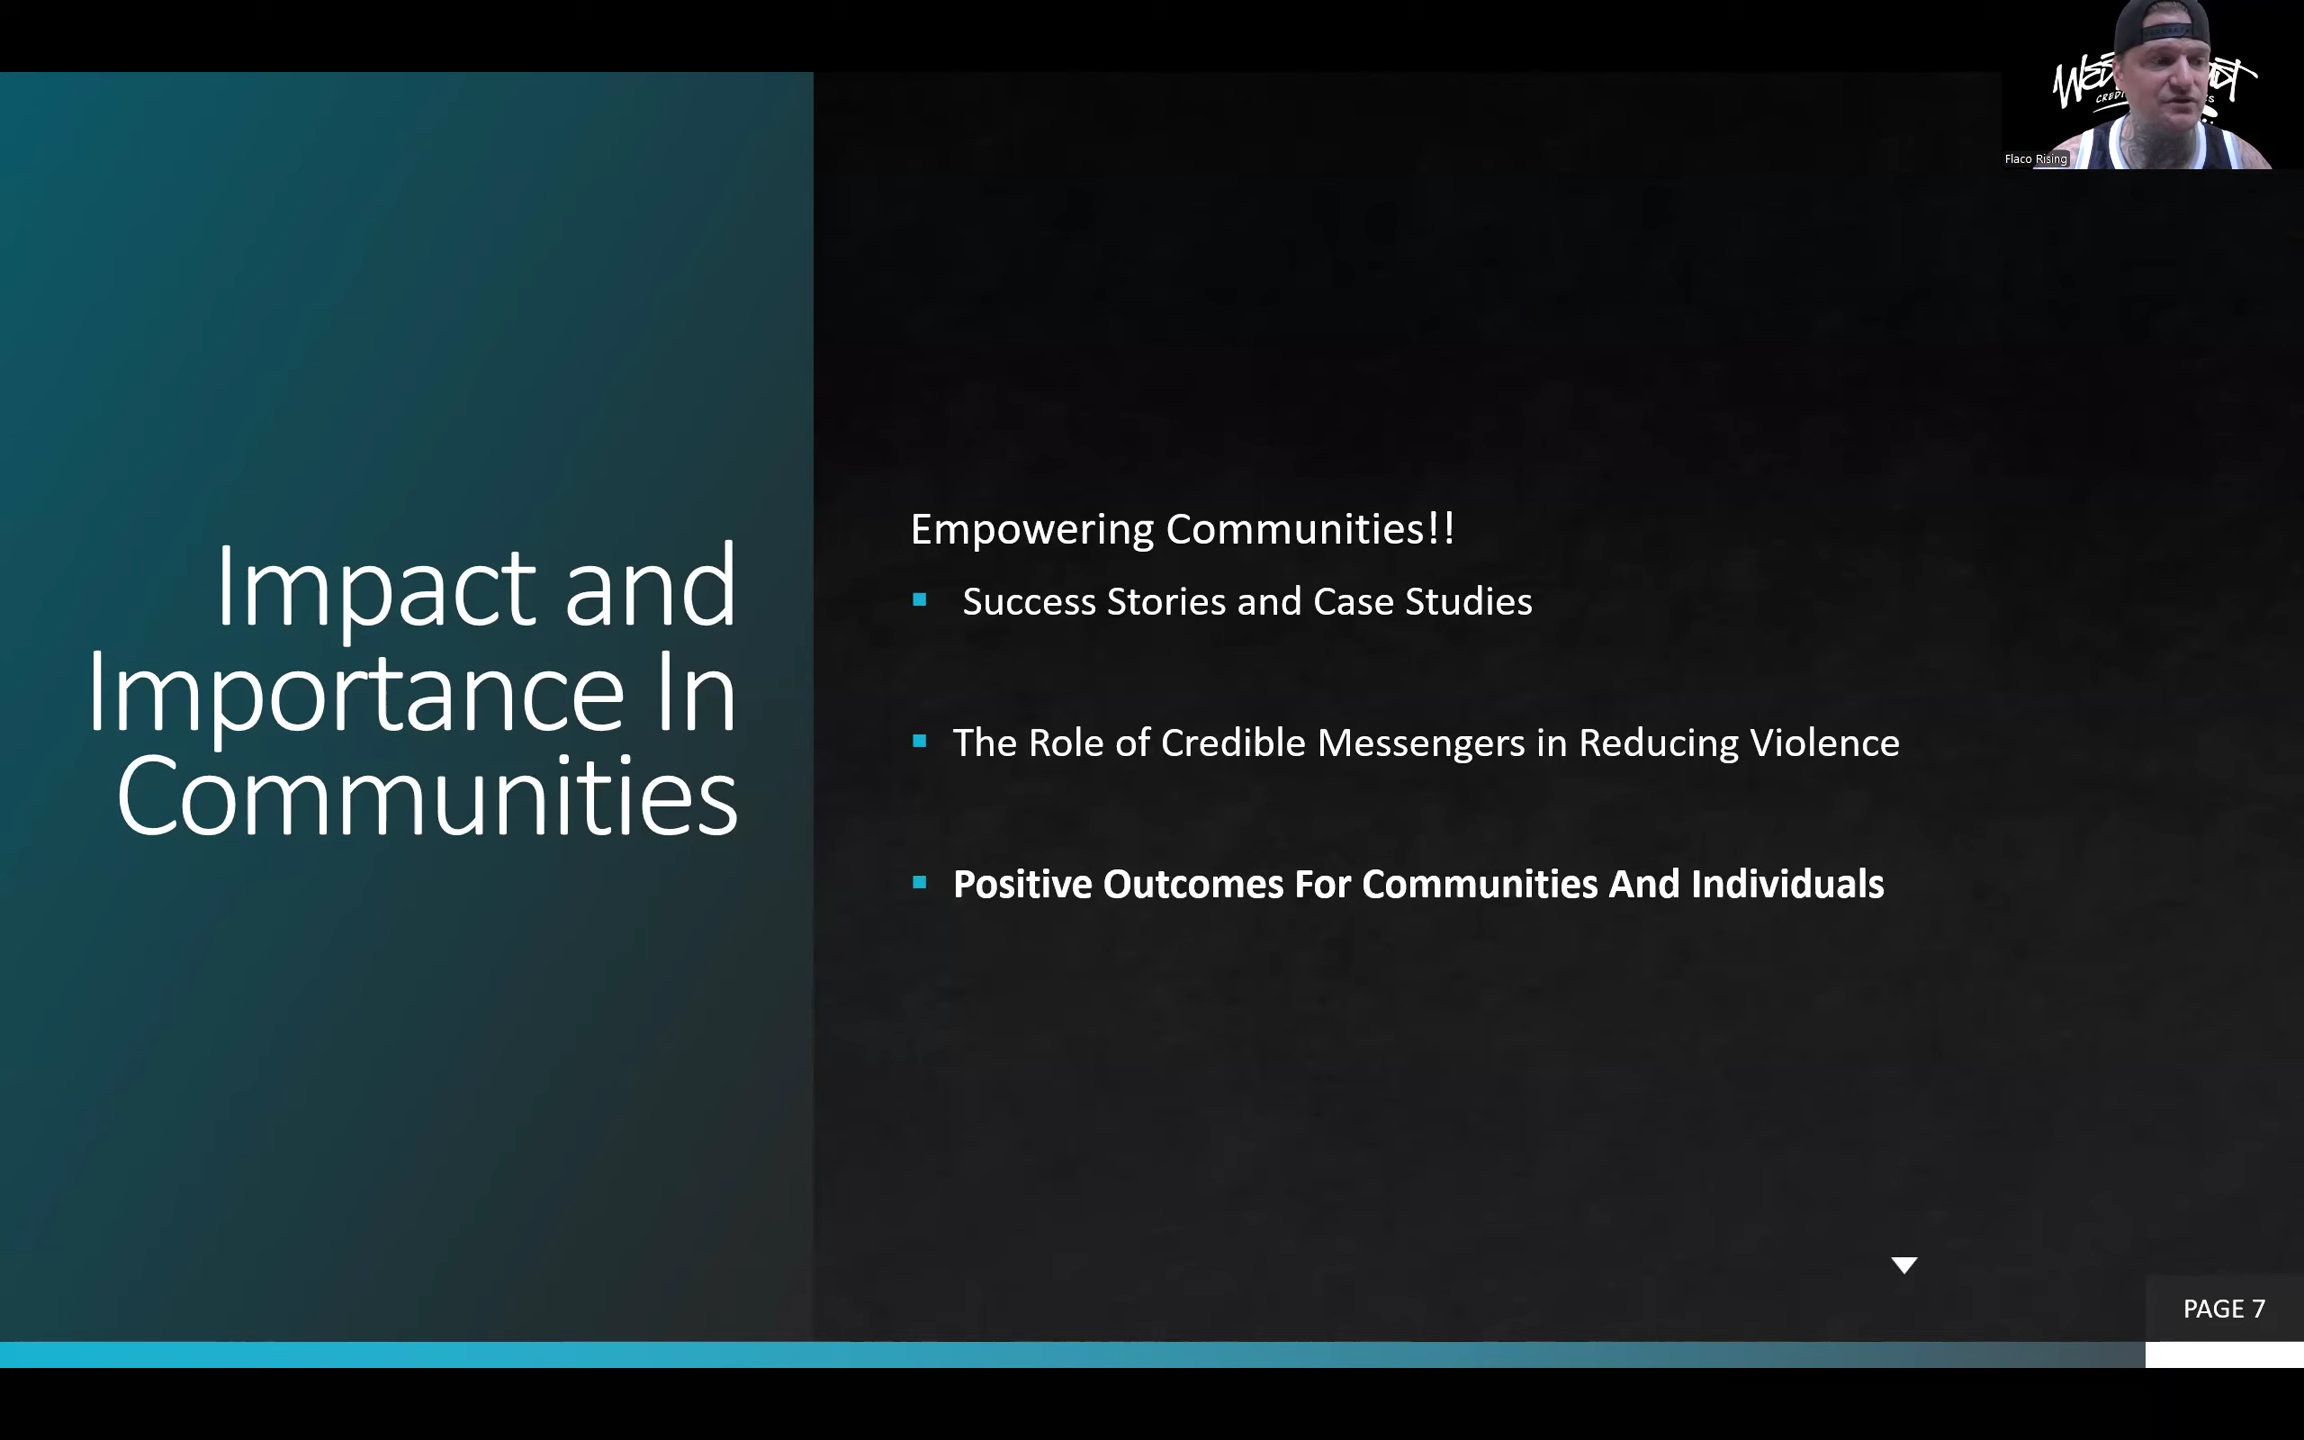 Impact and
Importance In
Communities
Empowering Communities!!
Success Stories and Case Studies
The Role of Credible Messengers in Reducing Violence
Positive Outcomes For Communities And Individuals
Flaco Rising
PAGE 7